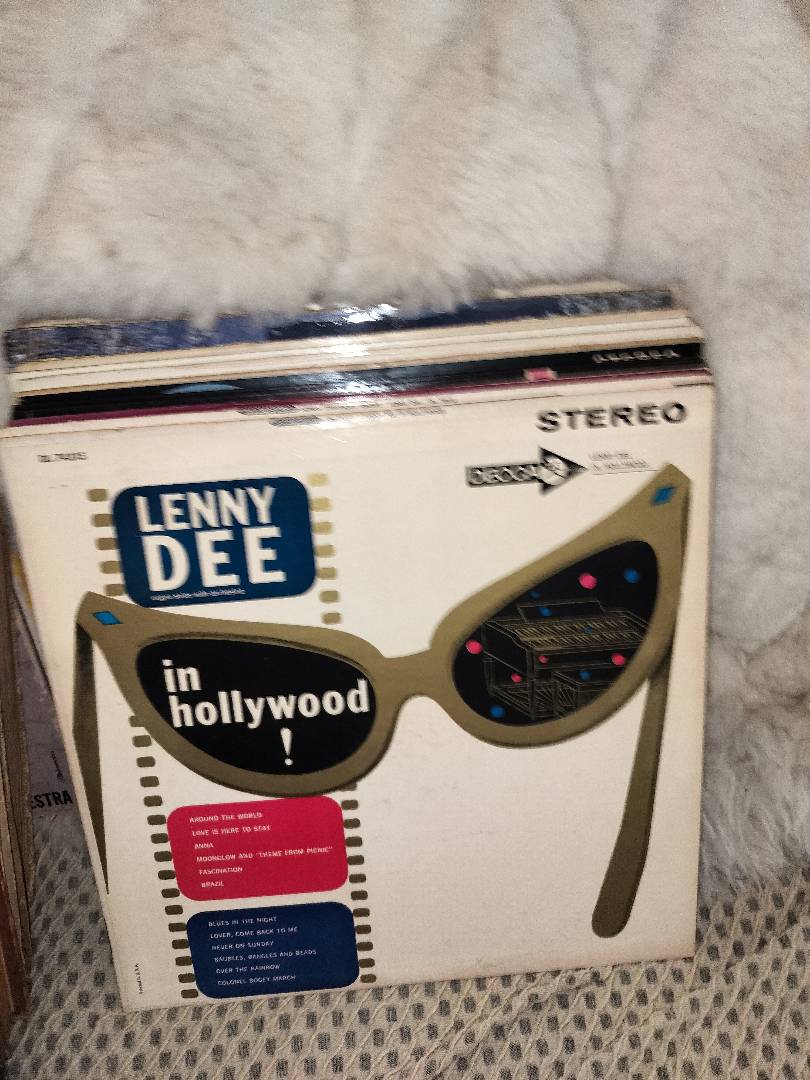 STEREO
DECCA
LENNY
DEE
in
hollywood
!
AROUND THE WORLD
LOVE IS HERE TO STAY
ANNA
MOONGLOW AND "THEME FROM PICNIC"
FASCINATION
BRAZIL
BLUES IN THE NIGHT
LOVER, COME BACK TO ME
NEVER ON SUNDAY
BAUBLES, BANGLES AND BEADS
OVER THE RAINBOW
COLONEL BOGEY MARCH
ESTRA